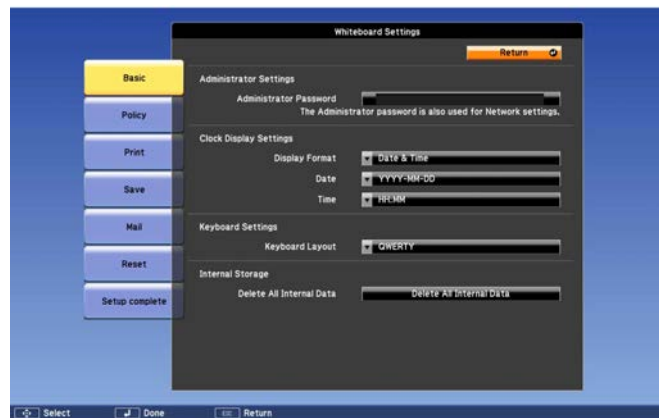 Whiteboard Settings
Return
Basic
Policy
Print
Save
Mail
Reset
Setup complete
Administrator Settings
Administrator Password
The Administrator password is also used for Network settings.
Clock Display Settings
Display Format Date & Time
Date YYYY-MM-DD
Time HH:MM
Keyboard Settings
Keyboard Layout QWERTY
Internal Storage
Delete All Internal Data Delete All Internal Data
Select Done Esc Return